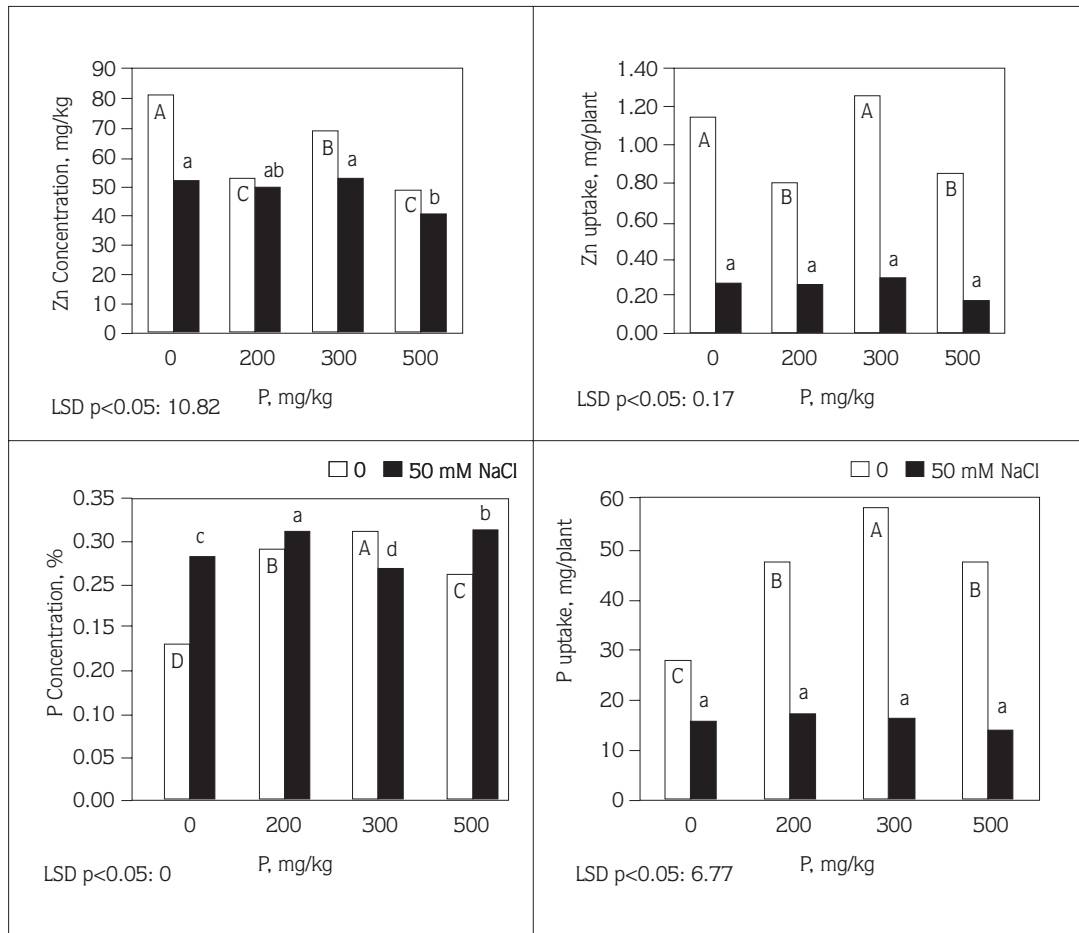 Zn Concentration, mg/kg
90
80
70
60
50
40
30
20
10
0
A
a
C
ab
B
a
C
b
0 200 300 500
P, mg/kg
LSD p<0.05: 10.82
Zn uptake, mg/plant
1.40
1.20
1.00
0.80
0.60
0.40
0.20
0.00
A
a
B
a
A
a
B
a
0 200 300 500
P, mg/kg
LSD p<0.05: 0.17
0 50 mM NaCl
P Concentration, %
0.35
0.30
0.25
0.15
0.20
0.10
0.05
0.00
D
c
B
a
A
d
C
b
0 200 300 500
P, mg/kg
LSD p<0.05: 0
0 50 mM NaCl
P uptake, mg/plant
60
50
40
30
20
10
0
C
a
B
a
A
a
B
a
0 200 300 500
P, mg/kg
LSD p<0.05: 6.77